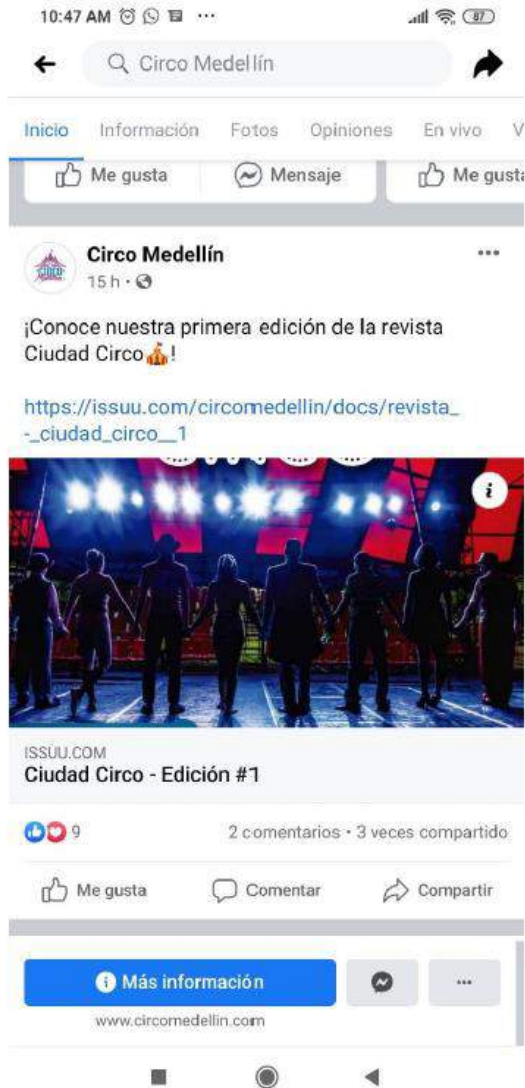 10:47 AM
87
Circo Medellín
Inicio Información Fotos Opiniones En vivo V
Me gusta Mensaje Me gusta
Circo Medellín
15 h
¡Conoce nuestra primera edición de la revista
Ciudad Circo!
https://issuu.com/circomedellin/docs/revista_
-_ciudad_circo__1
ISSUU.COM
Ciudad Circo - Edición #1
9 2 comentarios • 3 veces compartido
Me gusta Comentar Compartir
Más información
www.circomedellin.com